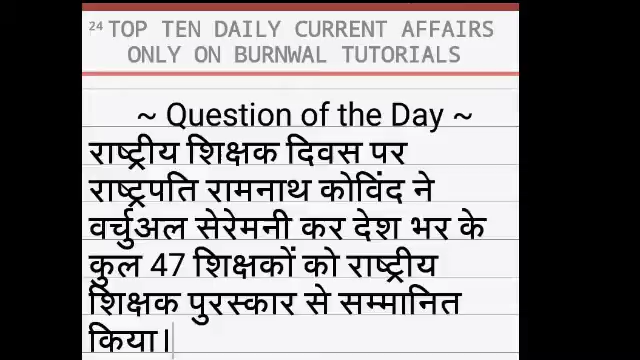 24 TOP TEN DAILY CURRENT AFFAIRS
ONLY ON BURNWAL TUTORIALS
~ Question of the Day ~
राष्ट्रीय शिक्षक दिवस पर
राष्ट्रपति रामनाथ कोविंद ने
वर्चुअल सेरेमनी कर देश भर के
कुल 47 शिक्षकों को राष्ट्रीय
शिक्षक पुरस्कार से सम्मानित
किया।